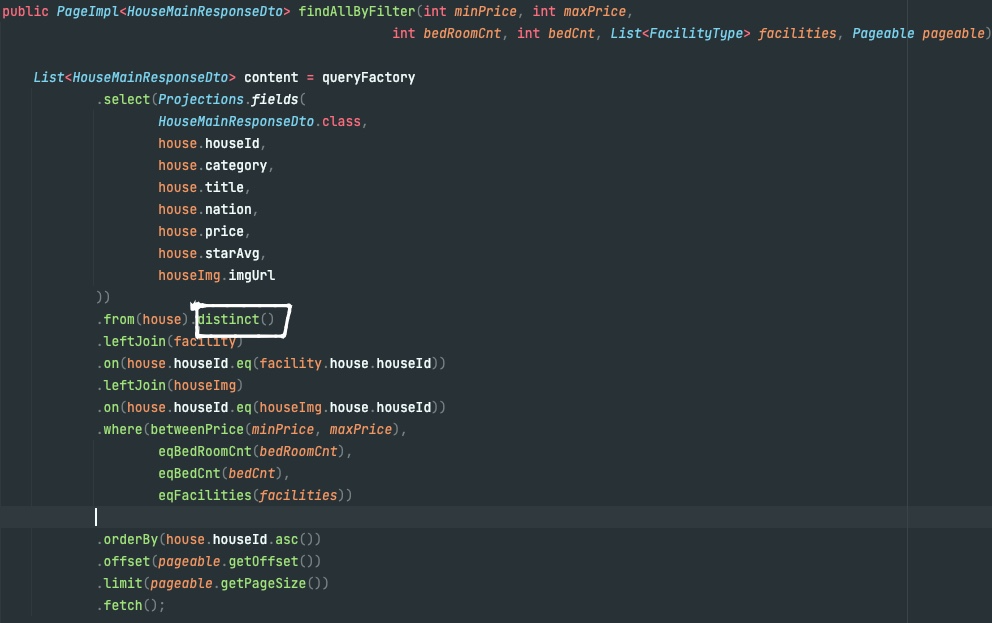 public PageImpl<HouseMainResponseDto> findAllByFilter(int minPrice, int maxPrice,
int bedRoomCnt, int bedCnt, List<FacilityType> facilities, Pageable pageable)
List<HouseMainResponseDto> content = queryFactory
.select(Projections.fields(
HouseMainResponseDto.class,
house.houseId,
house.category,
house.title,
house.nation,
house.price,
house.starAvg,
houseImg.imgUrl
))
.from(house).distinct()
.leftJoin(facility)
.on(house.houseId.eq(facility.house.houseId))
.leftJoin(houseImg)
.on(house.houseId.eq(houseImg.house.houseId))
.where(betweenPrice(minPrice, maxPrice),
eqBedRoomCnt(bedRoomCnt),
eqBedCnt(bedCnt),
eqFacilities(facilities))
.orderBy(house.houseId.asc())
.offset(pageable.getOffset())
.limit(pageable.getPageSize())
.fetch();